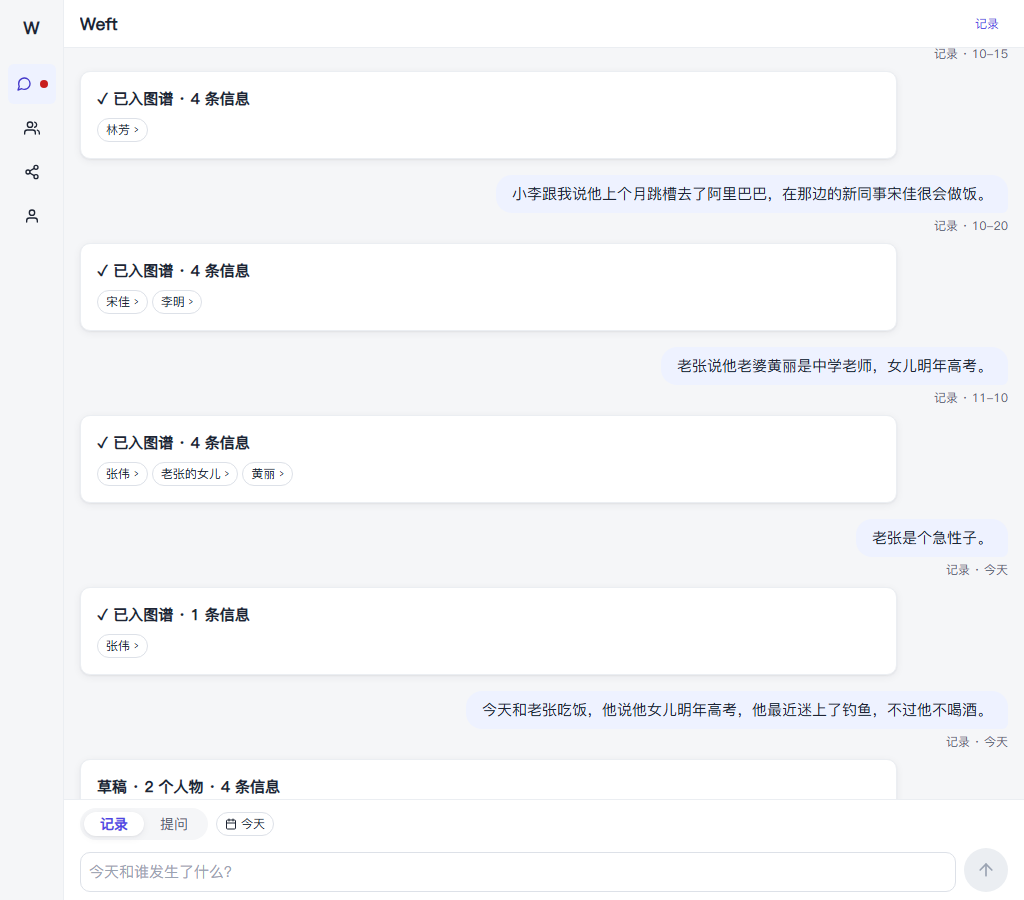 W
Weft
记录
记录 · 10–15
✓ 已入图谱 · 4 条信息
林芳 ›
小李跟我说他上个月跳槽去了阿里巴巴，在那边的新同事宋佳很会做饭。
记录 · 10–20
✓ 已入图谱 · 4 条信息
宋佳 › 李明 ›
老张说他老婆黄丽是中学老师，女儿明年高考。
记录 · 11–10
✓ 已入图谱 · 4 条信息
张伟 › 老张的女儿 › 黄丽 ›
老张是个急性子。
记录 · 今天
✓ 已入图谱 · 1 条信息
张伟 ›
今天和老张吃饭，他说他女儿明年高考，他最近迷上了钓鱼，不过他不喝酒。
记录 · 今天
草稿 · 2 个人物 · 4 条信息
记录 提问 今天
今天和谁发生了什么?